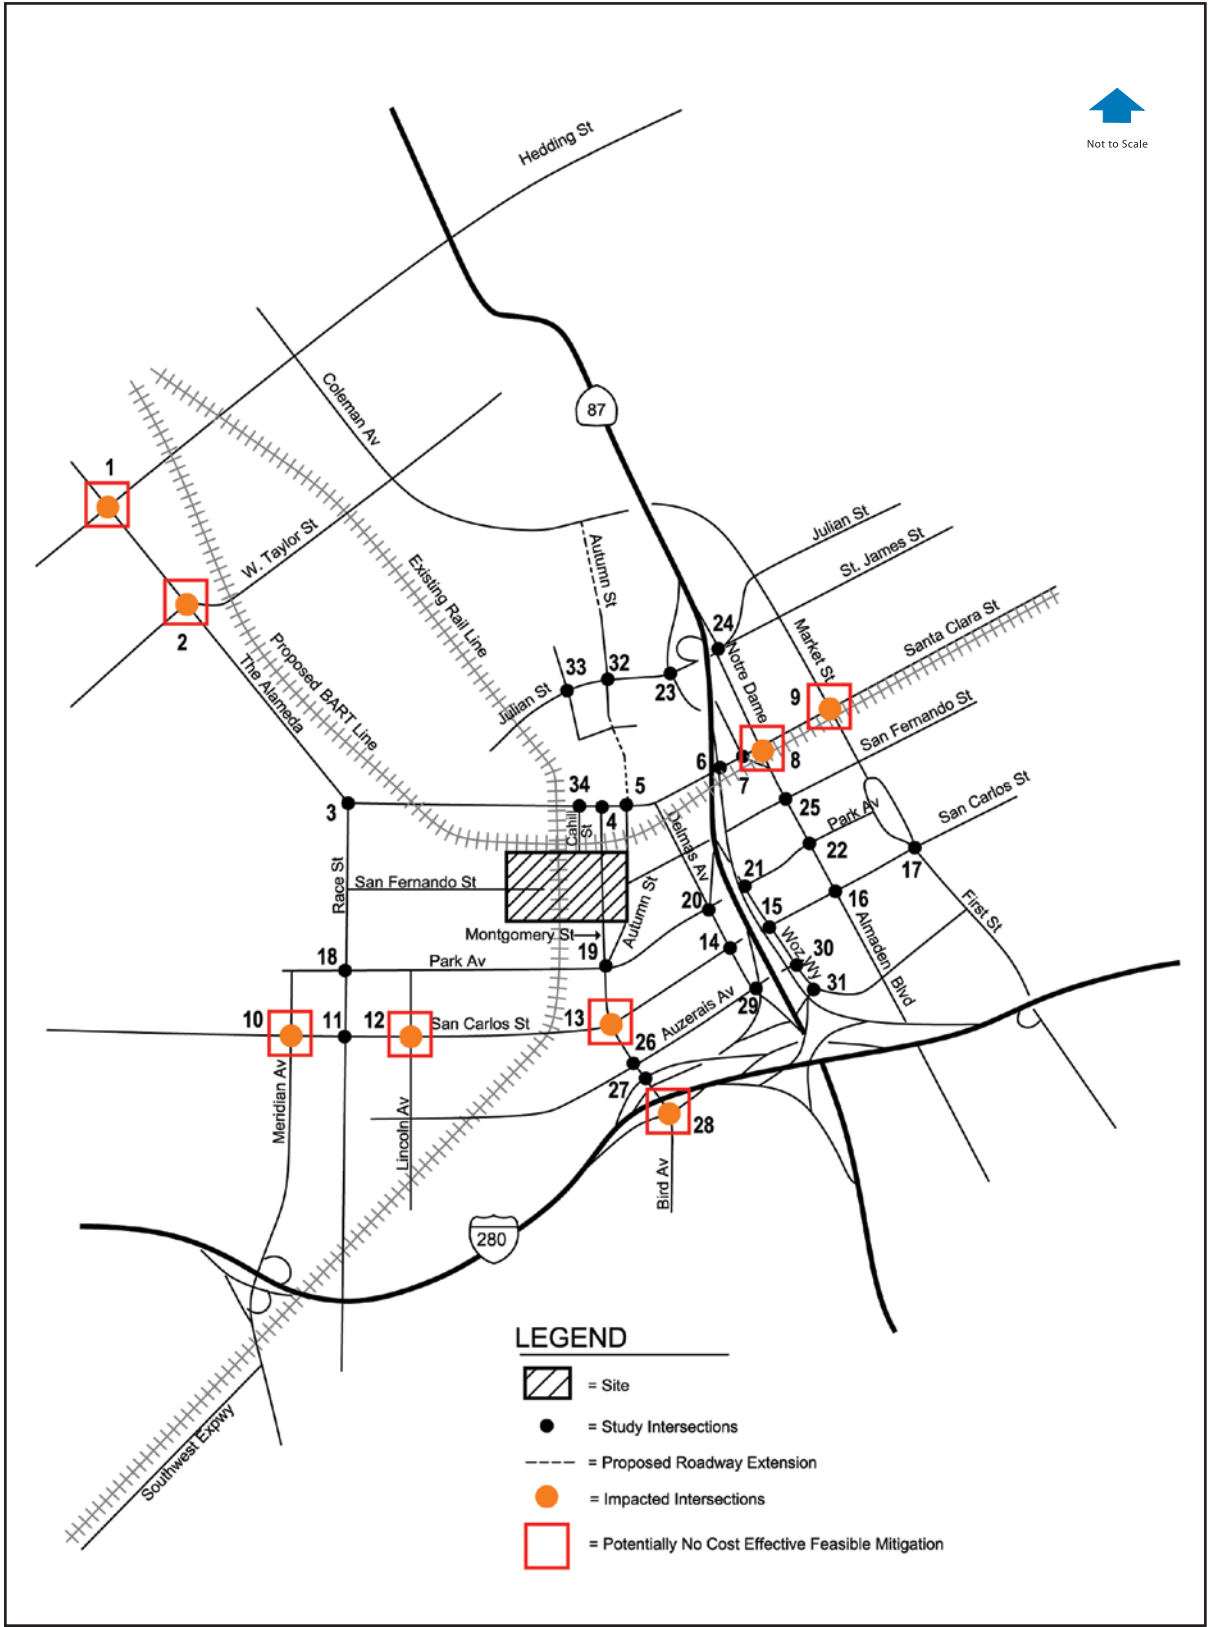 Not to Scale
Hedding St
Coleman Av
87
1
W. Taylor St
Julian St
St. James St
Autumn St
Existing Rail Line
2
24
Market St
Santa Clara St
Proposed BART Line
The Alameda
33
32
23
Notre Dame
9
Julian St
San Fernando St
6
7
8
34
5
3
Cahill St
4
25
Park Av
San Carlos St
Delmas Av
22
17
Race St
San Fernando St
21
16
20
15
First St
Autumn St
Montgomery St
19
14
Woz Wy
30
Almaden Blvd
18
Park Av
31
29
10
11
12
San Carlos St
13
Auzerais Av
26
27
28
Meridian Av
Lincoln Av
Bird Av
280
Southwest Expwy
LEGEND
= Site
= Study Intersections
= Proposed Roadway Extension
= Impacted Intersections
= Potentially No Cost Effective Feasible Mitigation